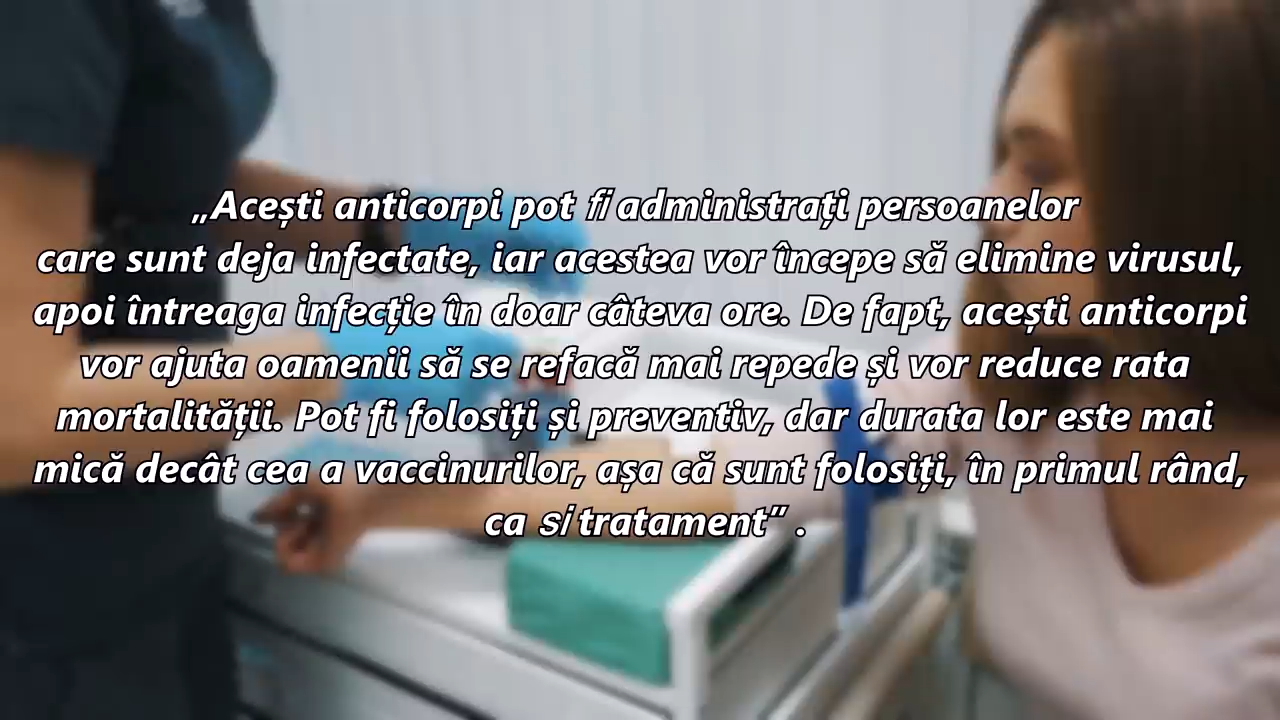 „Acești anticorpi pot fi administrați persoanelor
care sunt deja infectate, iar acestea vor începe să elimine virusul,
apoi întreaga infecție în doar câteva ore. De fapt, acești anticorpi
vor ajuta oamenii să se refacă mai repede și vor reduce rata
mortalității. Pot fi folosiți și preventiv, dar durata lor este mai
mică decât cea a vaccinurilor, așa că sunt folosiți, în primul rând,
ca si tratament” .